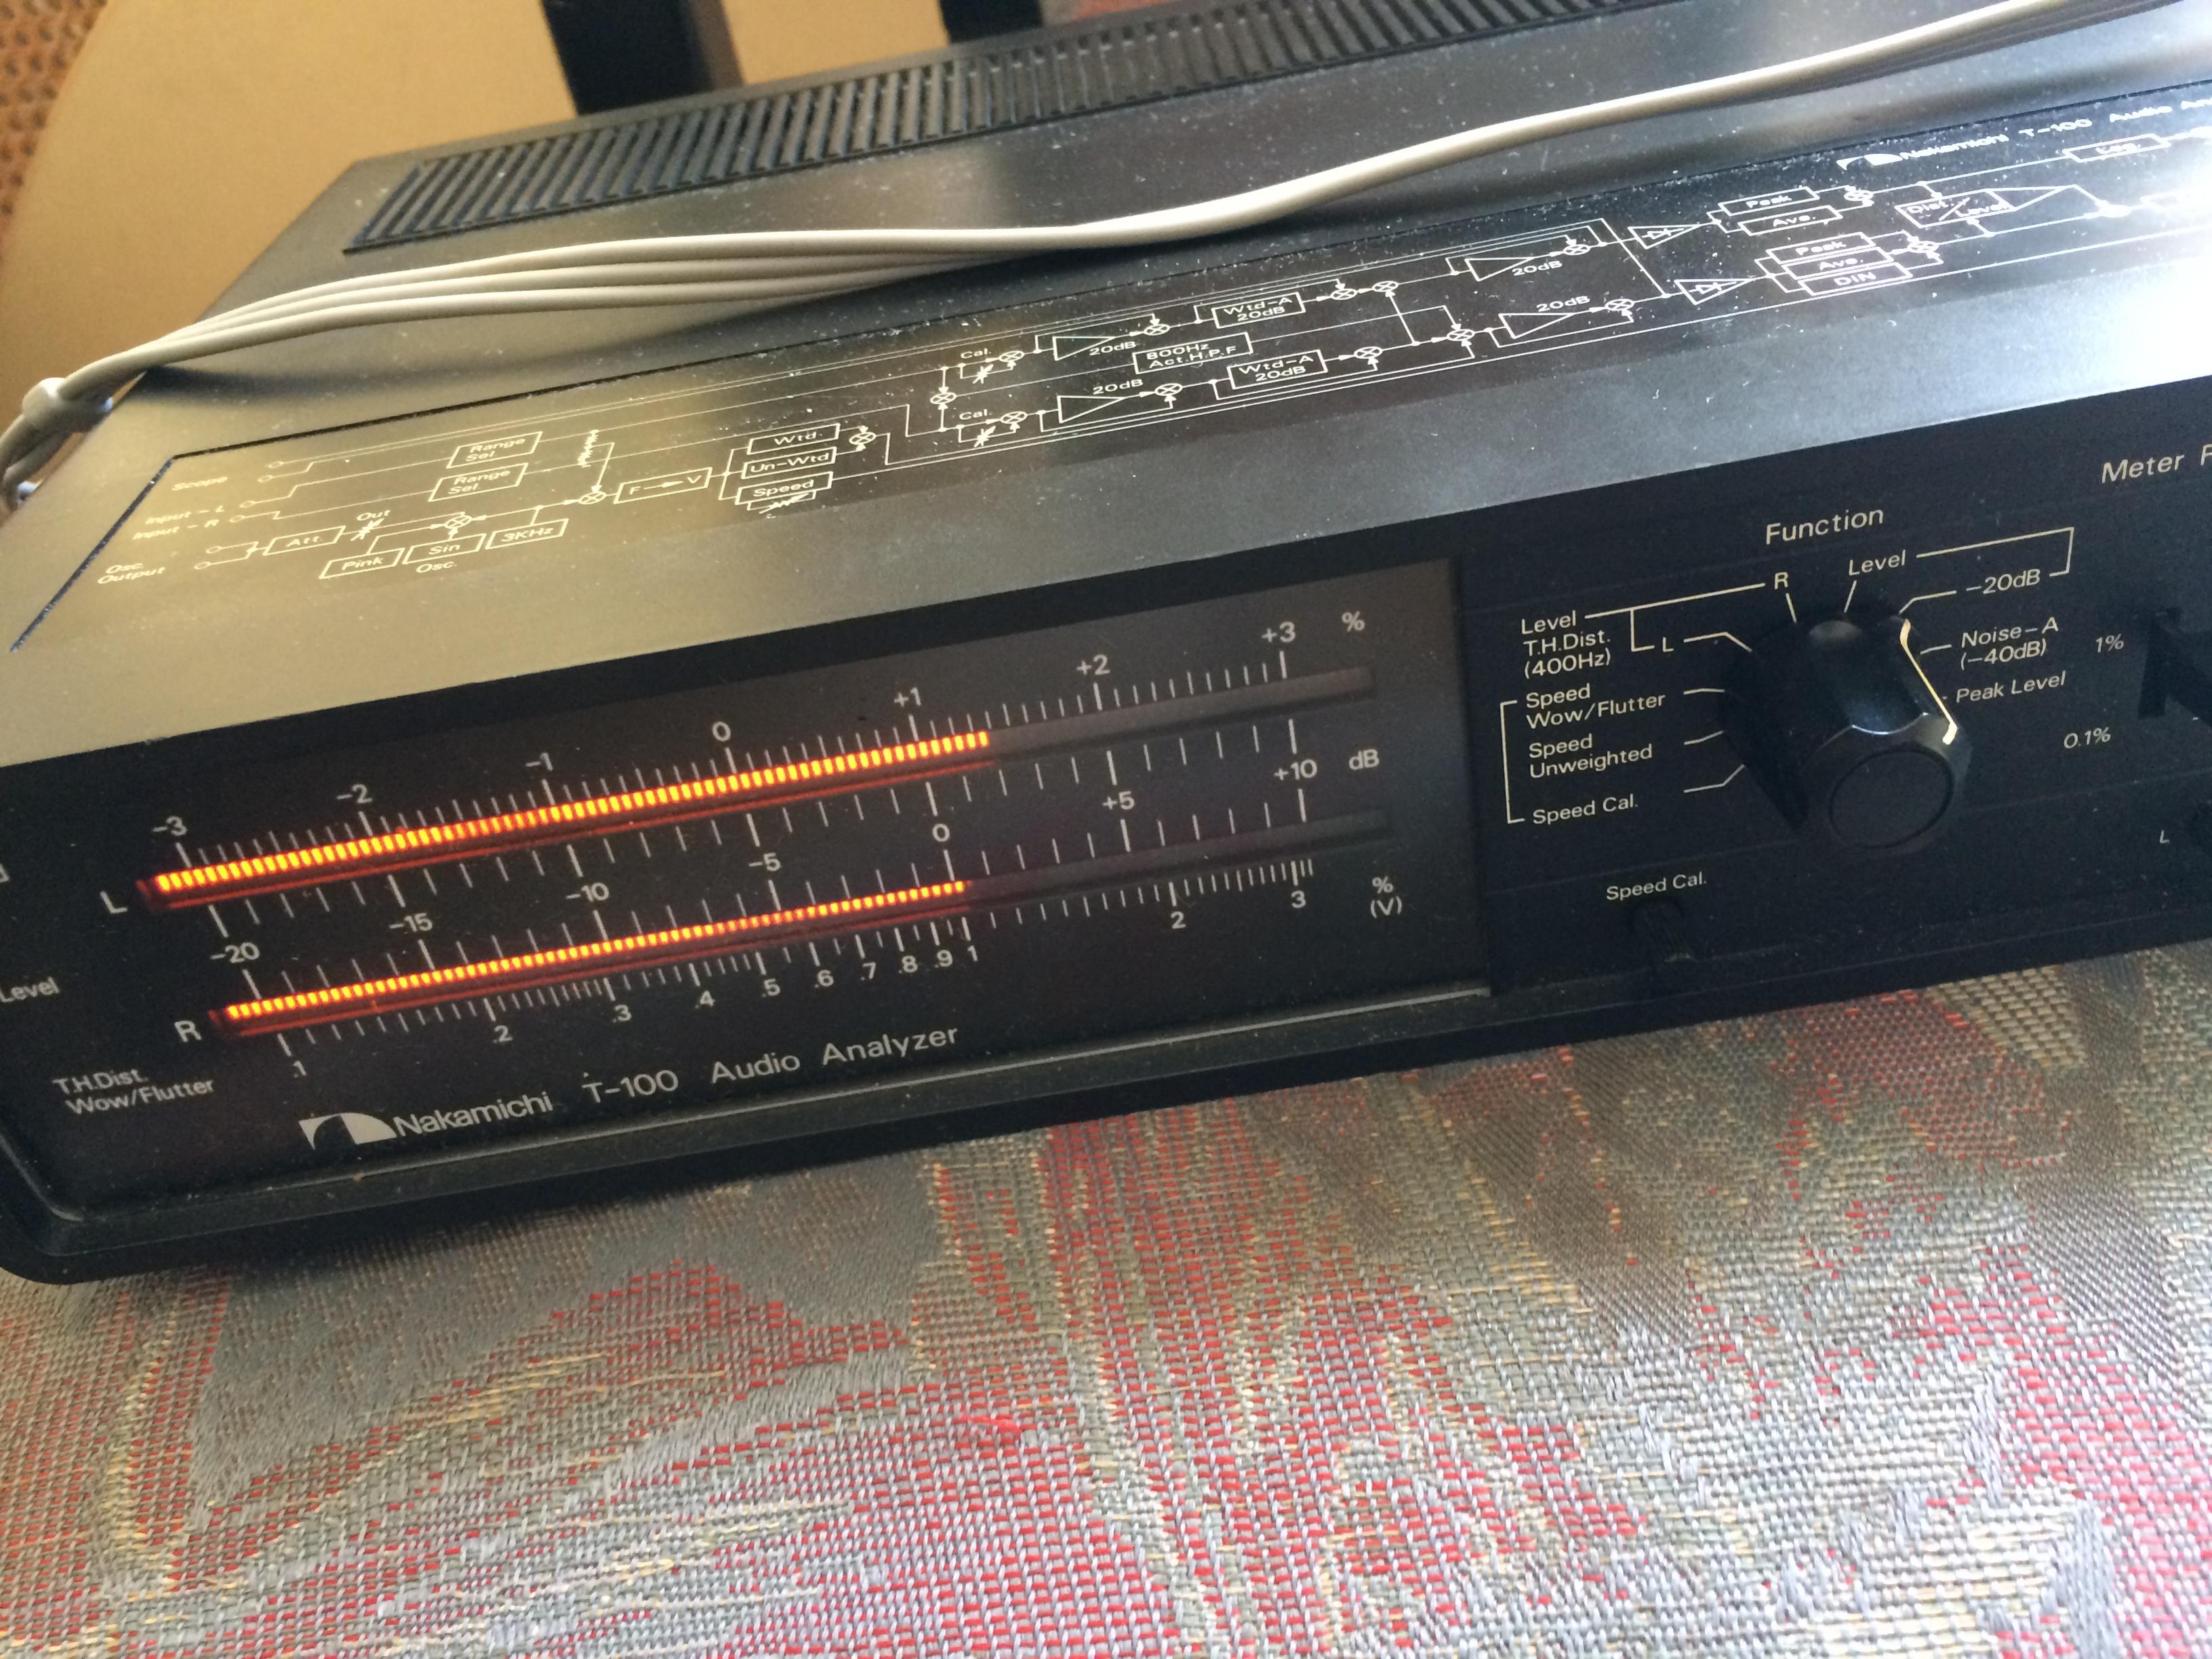 Nakamichi T-100 Audio
Log.
Peak
Ave.
Dist.
Level
Peak
Ave.
DIN
20dB
20dB
Wtd-A
20dB
Cal.
20dB
800Hz
Act.H.P.F
Wtd-A
20dB
20dB
Cal.
Scope
Range
Sel
Range
Sel
Input-L
Input-R
Wtd.
Un-Wtd
Speed
F → V
Out
Att
Pink
Sin
3KHz
Osc.
Osc.
Output
Meter
Function
Level
R
-20dB
Level
T.H.Dist.
(400Hz)
L
Noise-A
(-40dB)
1%
Speed
Wow/Flutter
Peak Level
Speed
Unweighted
0.1%
Speed Cal.
L
Speed Cal.
-3 -2 -1 0 +1 +2 +3 %
L
-20 -15 -10 -5 0 +5 +10 dB
Level
R
.1 .2 .3 .4 .5 .6 .7 .8 .9 1 2 3 %
(V)
T.H.Dist.
Wow/Flutter
Nakamichi T-100 Audio Analyzer